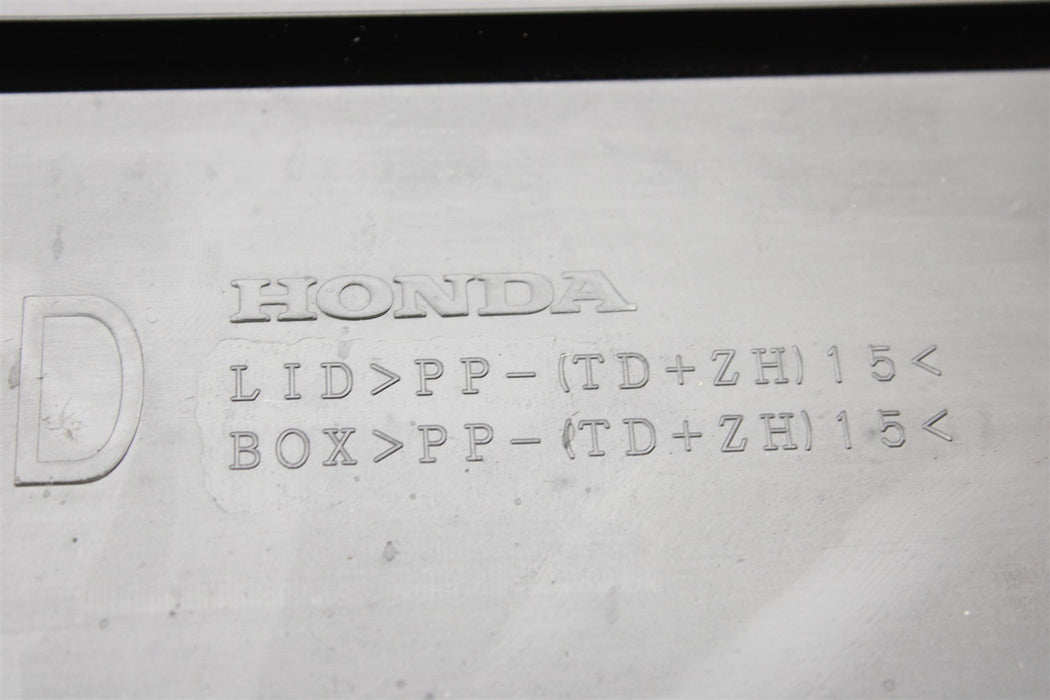 D
HONDA
LID>PP-(TD+ZH)15<
BOX>PP-(TD+ZH)15<